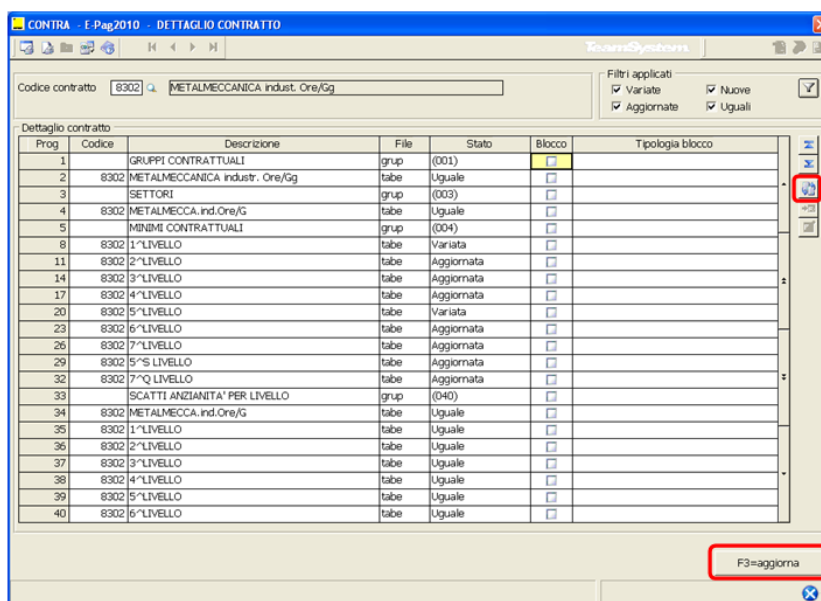 CONTRA - E-Pag2010 - DETTAGLIO CONTRATTO
TeamSystem
Codice contratto 8302 METALMECCANICA indust. Ore/Gg
Filtri applicati
Variate Nuove
Aggiornate Uguali
Dettaglio contratto
Prog Codice Descrizione File Stato Blocco Tipologia blocco
1 GRUPPI CONTRATTUALI grup (001)
2 8302 METALMECCANICA industr. Ore/Gg tabe Uguale
3 SETTORI grup (003)
4 8302 METALMECCA.ind.Ore/G tabe Uguale
5 MINIMI CONTRATTUALI grup (004)
8 8302 1^LIVELLO tabe Variata
11 8302 2^LIVELLO tabe Aggiornata
14 8302 3^LIVELLO tabe Aggiornata
17 8302 4^LIVELLO tabe Aggiornata
20 8302 5^LIVELLO tabe Variata
23 8302 6^LIVELLO tabe Aggiornata
26 8302 7^LIVELLO tabe Aggiornata
29 8302 5^S LIVELLO tabe Aggiornata
32 8302 7^Q LIVELLO tabe Aggiornata
33 SCATTI ANZIANITA' PER LIVELLO grup (040)
34 8302 METALMECCA.ind.Ore/G tabe Uguale
35 8302 1^LIVELLO tabe Uguale
36 8302 2^LIVELLO tabe Uguale
37 8302 3^LIVELLO tabe Uguale
38 8302 4^LIVELLO tabe Uguale
39 8302 5^LIVELLO tabe Uguale
40 8302 6^LIVELLO tabe Uguale
F3=aggiorna